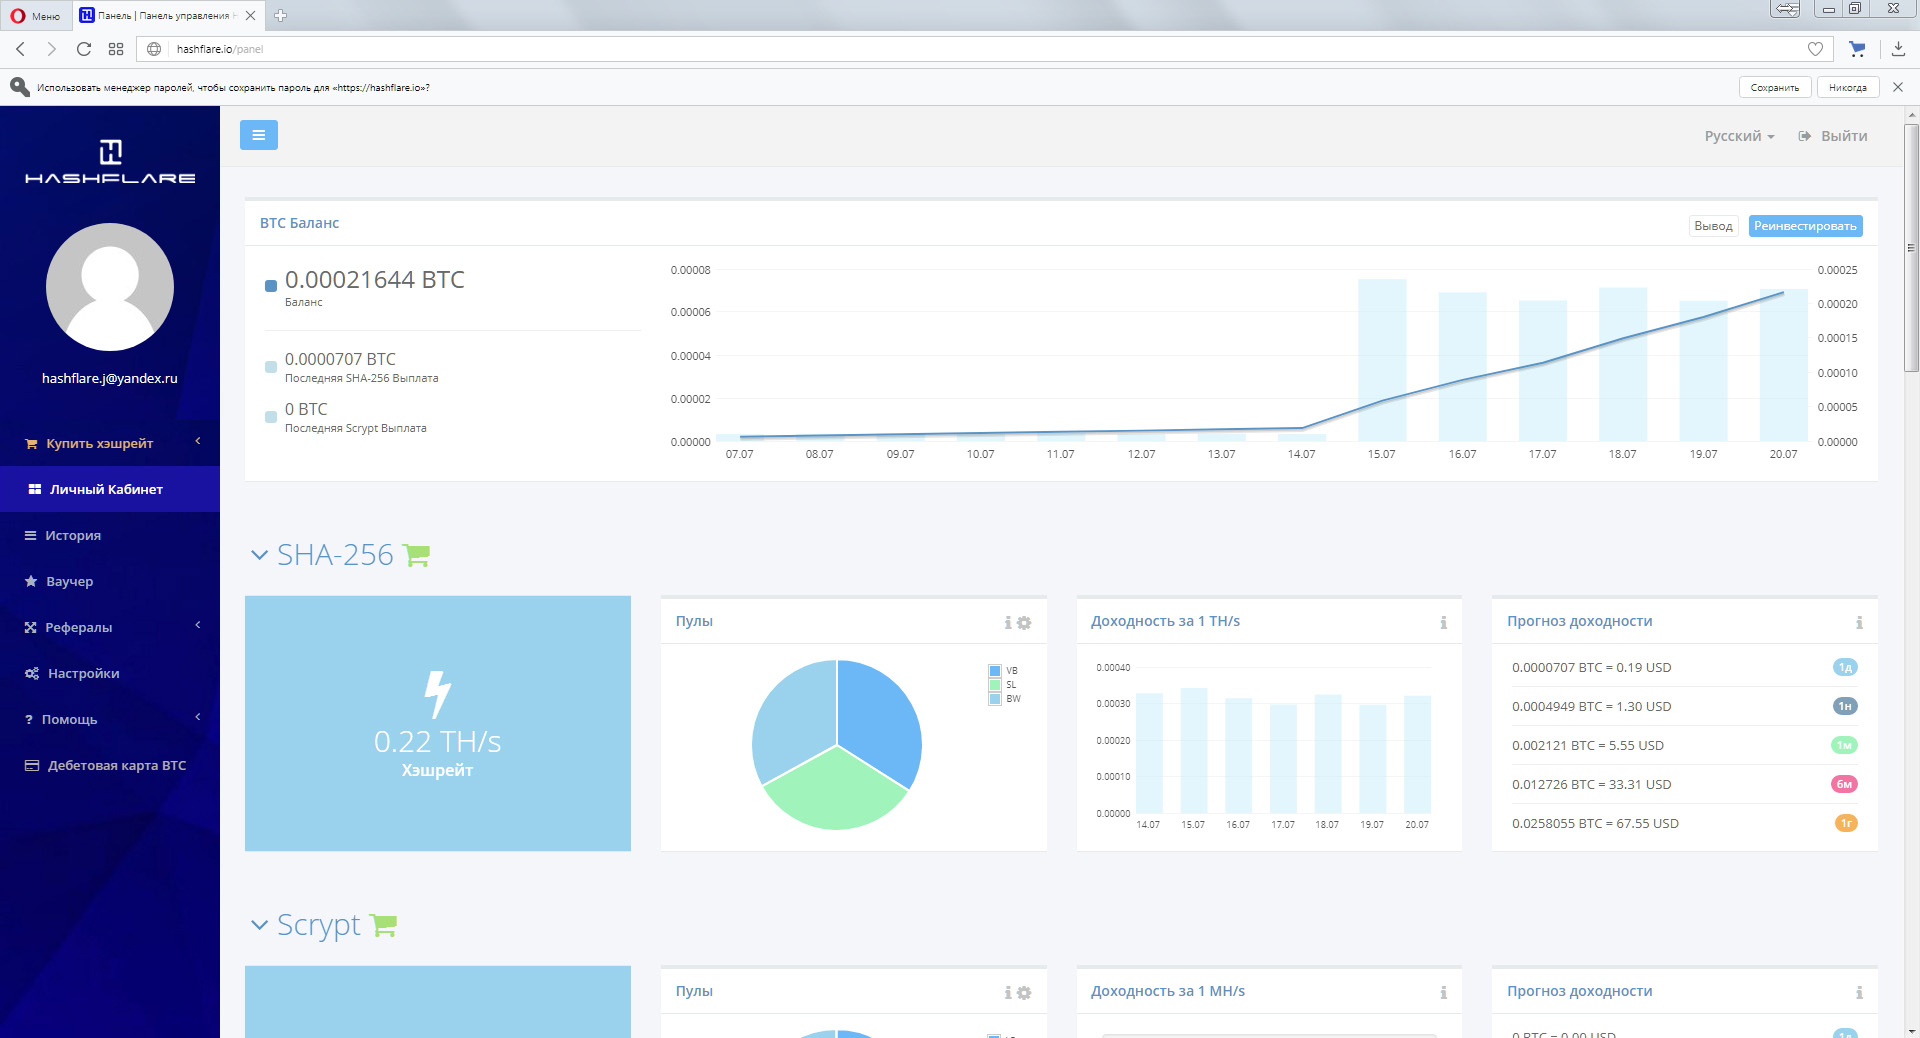 Меню
Панель | Панель управления
hashflare.io/panel
Использовать менеджер паролей, чтобы сохранить пароль для «https://hashflare.io»?
Сохранить
Никогда
HASHFLARE
hashflare.j@yandex.ru
Купить хэшрейт
Личный Кабинет
История
Ваучер
Рефералы
Настройки
? Помощь
Дебетовая карта BTC
Русский
Выйти
BTC Баланс
Вывод
Реинвестировать
0.00021644 BTC
Баланс
0.0000707 BTC
Последняя SHA-256 Выплата
0 BTC
Последняя Scrypt Выплата
0.00008
0.00006
0.00004
0.00002
0.00000
0.00025
0.00020
0.00015
0.00010
0.00005
0.00000
07.07 08.07 09.07 10.07 11.07 12.07 13.07 14.07 15.07 16.07 17.07 18.07 19.07 20.07
SHA-256
0.22 TH/s
Хэшрейт
Пулы
VB
SL
BW
Доходность за 1 TH/s
0.00040
0.00030
0.00020
0.00010
0.00000
14.07 15.07 16.07 17.07 18.07 19.07 20.07
Прогноз доходности
0.0000707 BTC = 0.19 USD 1д
0.0004949 BTC = 1.30 USD 1н
0.002121 BTC = 5.55 USD 1м
0.012726 BTC = 33.31 USD 6м
0.0258055 BTC = 67.55 USD 1г
Scrypt
Пулы
Доходность за 1 MH/s
Прогноз доходности
0 BTC = 0.00 USD 1д